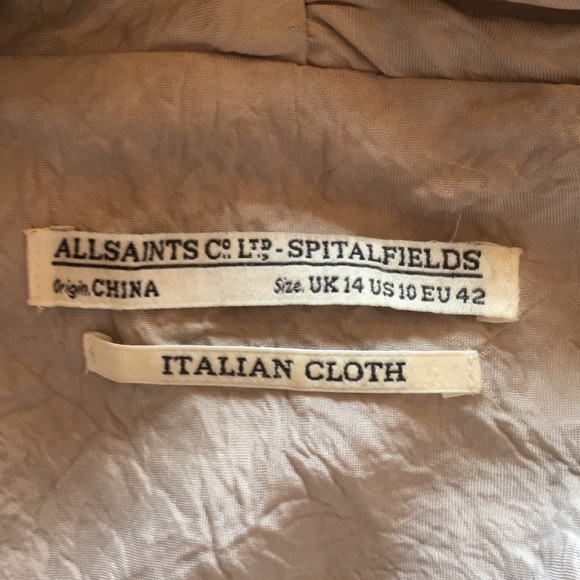 ALLSAINTS Co. LTD. - SPITALFIELDS
Origin. CHINA Size. UK 14 US 10 EU 42
ITALIAN CLOTH